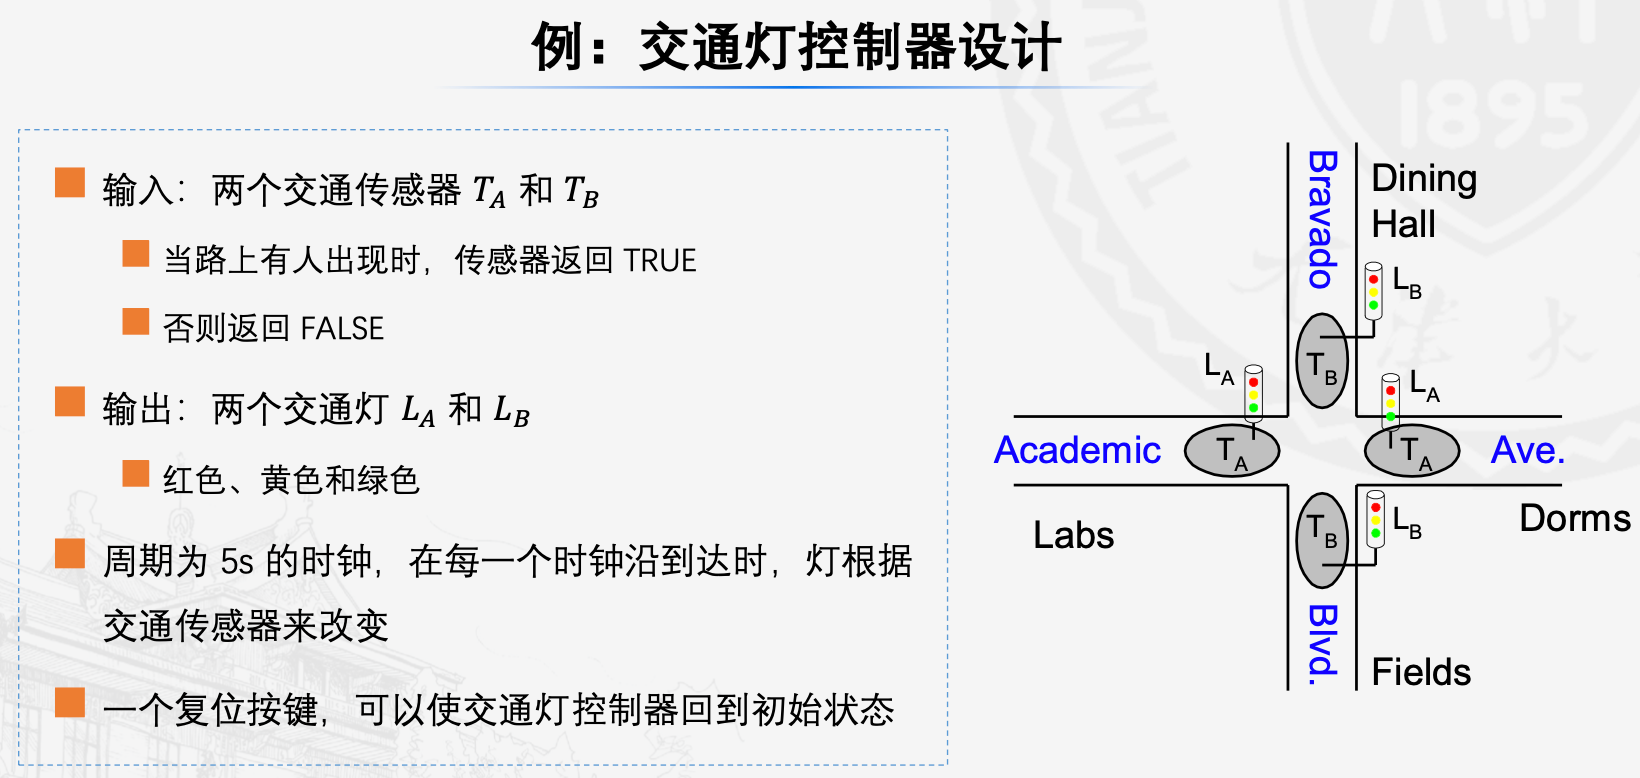 例：交通灯控制器设计
输入：两个交通传感器 T_A 和 T_B
当路上有人出现时，传感器返回 TRUE
否则返回 FALSE
输出：两个交通灯 L_A 和 L_B
红色、黄色和绿色
周期为 5s 的时钟，在每一个时钟沿到达时，灯根据
交通传感器来改变
一个复位按键，可以使交通灯控制器回到初始状态
Bravado
Dining
Hall
L_B
T_B
L_A
L_A
Academic
T_A
T_A
Ave.
Labs
T_B
L_B
Dorms
Blvd.
Fields
TIANJ
1895